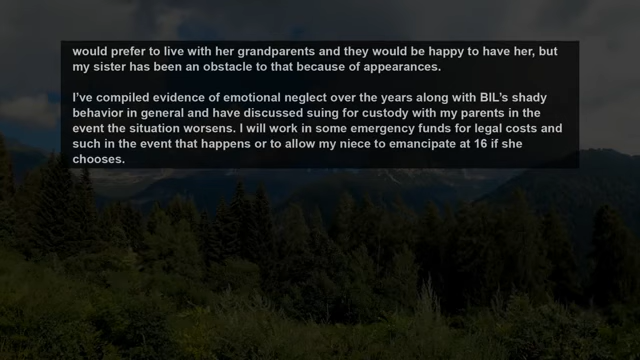 would prefer to live with her grandparents and they would be happy to have her, but
my sister has been an obstacle to that because of appearances.
I've compiled evidence of emotional neglect over the years along with BIL's shady
behavior in general and have discussed suing for custody with my parents in the
event the situation worsens. I will work in some emergency funds for legal costs and
such in the event that happens or to allow my niece to emancipate at 16 if she
chooses.